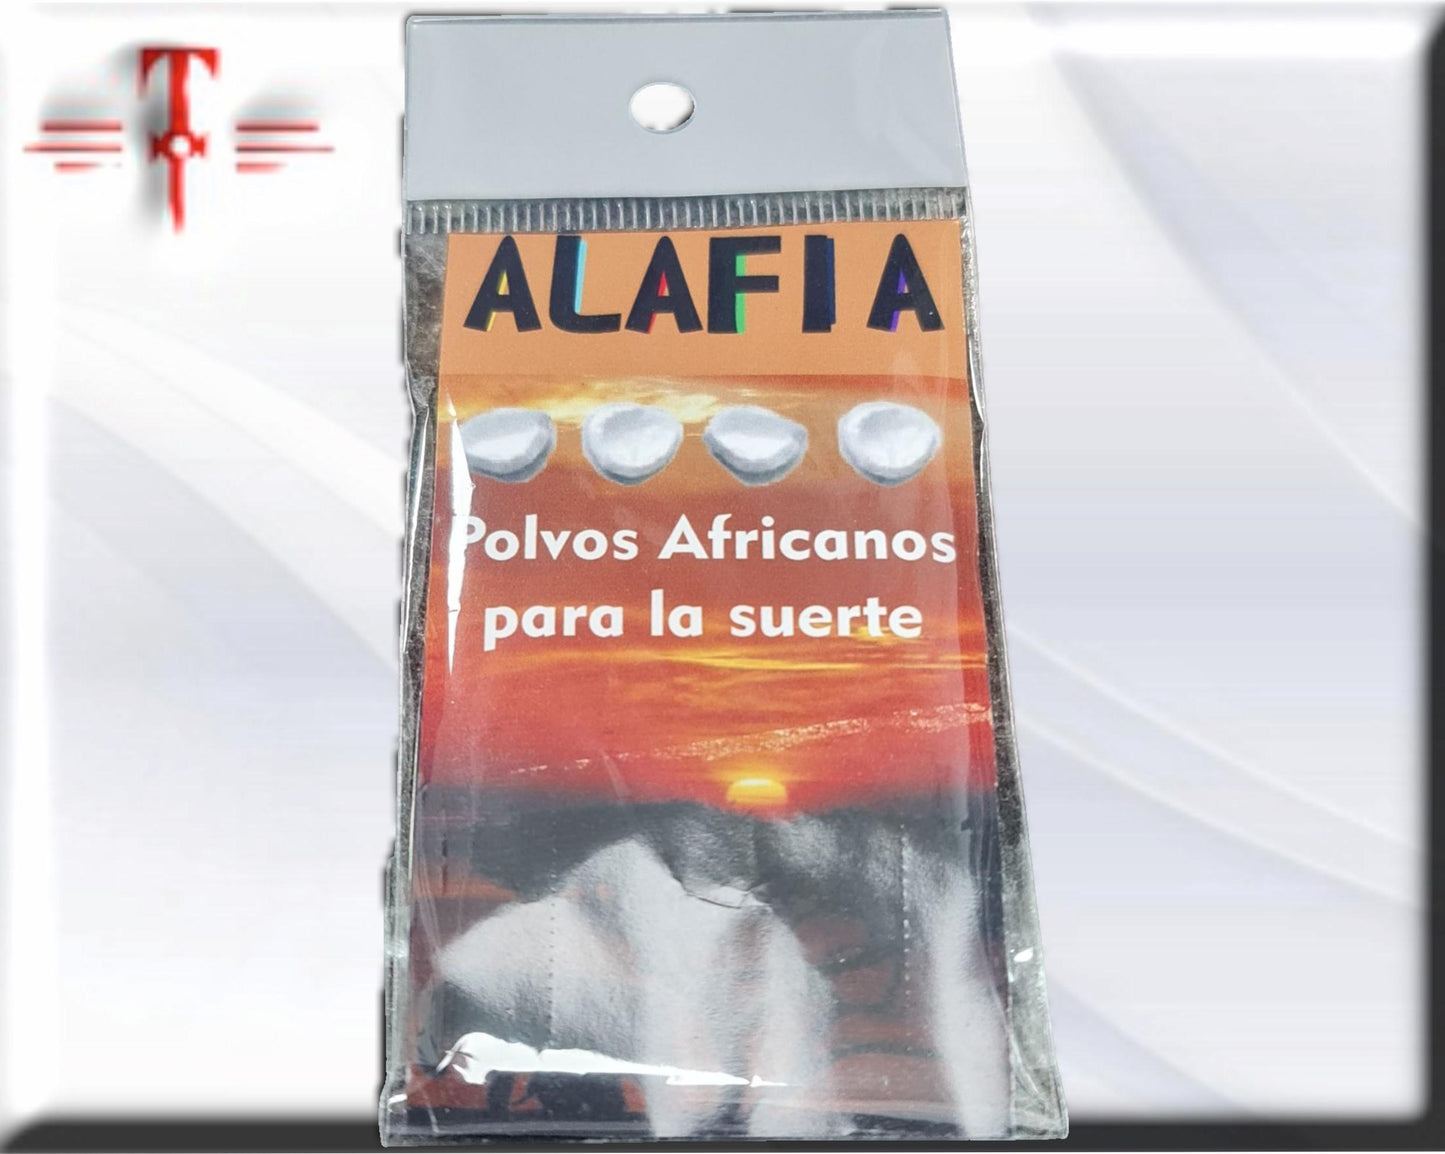 T
ALAFIA
Polvos Africanos
para la suerte